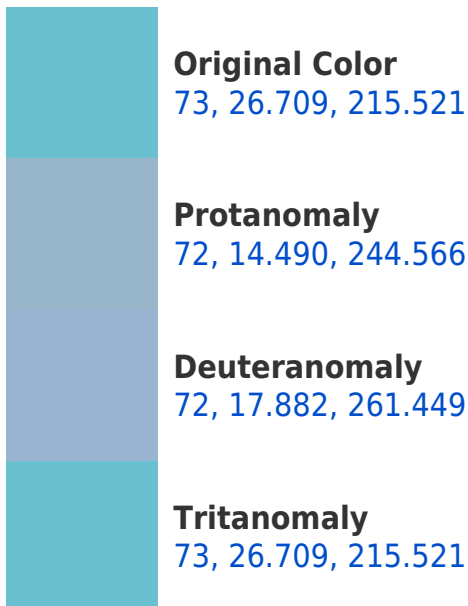 Original Color
73, 26.709, 215.521
Protanomaly
72, 14.490, 244.566
Deuteranomaly
72, 17.882, 261.449
Tritanomaly
73, 26.709, 215.521